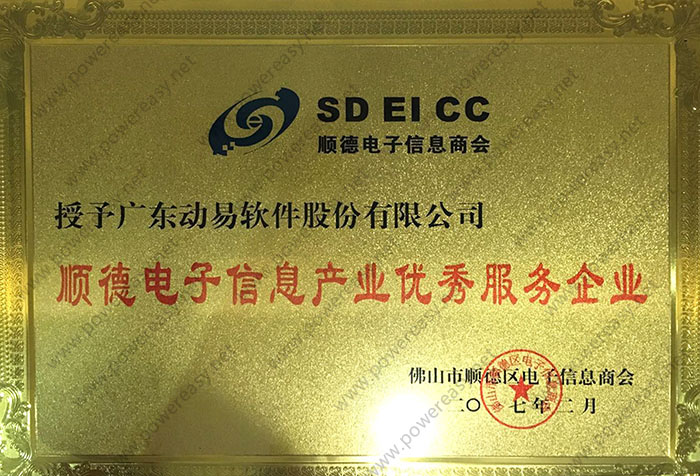 SD EI CC
顺德电子信息商会
授予广东动易软件股份有限公司
顺德电子信息产业优秀服务企业
佛山市顺德区电子信息商会
二〇一七年二月
www.powereasy.net